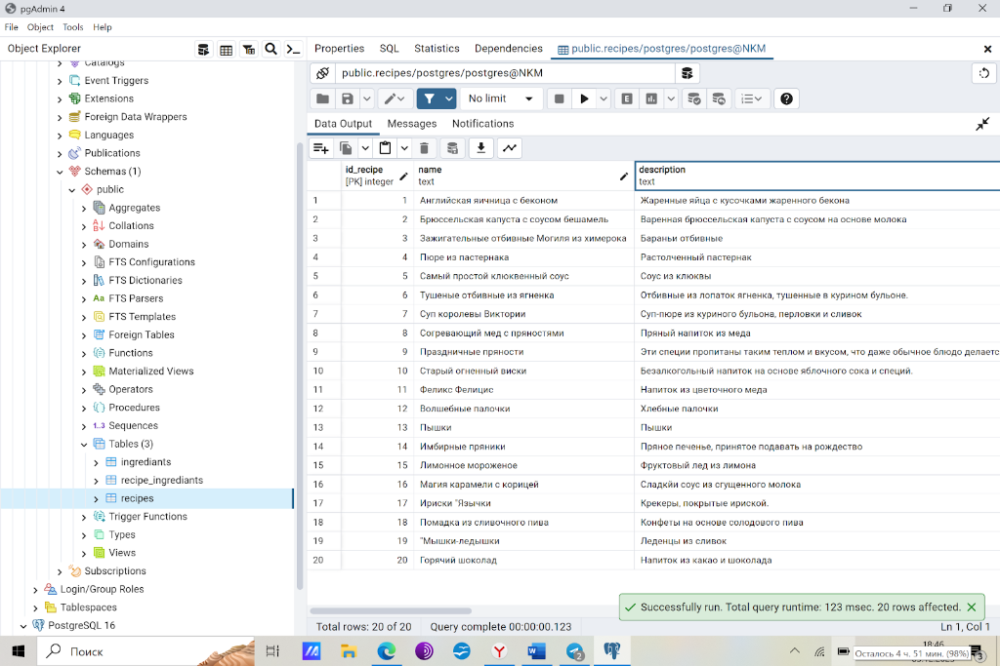 pgAdmin 4
File Object Tools Help
Object Explorer
Properties SQL Statistics Dependencies public.recipes/postgres/postgres@NKM
Catalogs
Event Triggers
Extensions
Foreign Data Wrappers
Languages
Publications
Schemas (1)
public
Aggregates
Collations
Domains
FTS Configurations
FTS Dictionaries
Aa FTS Parsers
FTS Templates
Foreign Tables
Functions
Materialized Views
Operators
Procedures
1..3 Sequences
Tables (3)
ingrediants
recipe_ingrediants
recipes
Trigger Functions
Types
Views
Subscriptions
Login/Group Roles
Tablespaces
PostgreSQL 16
public.recipes/postgres/postgres@NKM
No limit
E
Data Output Messages Notifications
id_recipe
[PK] integer
name
text
description
text
1 1 Английская яичница с беконом Жаренные яйца с кусочками жаренного бекона
2 2 Брюссельская капуста с соусом бешамель Варенная брюссельская капуста с соусом на основе молока
3 3 Зажигательные отбивные Могиля из химерока Бараньи отбивные
4 4 Пюре из пастернака Растолченный пастернак
5 5 Самый простой клюквенный соус Соус из клюквы
6 6 Тушеные отбивные из ягненка Отбивные из лопаток ягненка, тушенные в курином бульоне.
7 7 Суп королевы Виктории Суп-пюре из куриного бульона, перловки и сливок
8 8 Согревающий мед с пряностями Пряный напиток из меда
9 9 Праздничные пряности Эти специи пропитаны таким теплом и вкусом, что даже обычное блюдо делаетс
10 10 Старый огненный виски Безалкогольный напиток на основе яблочного сока и специй.
11 11 Феликс Фелицис Напиток из цветочного меда
12 12 Волшебные палочки Хлебные палочки
13 13 Пышки Пышки
14 14 Имбирные пряники Пряное печенье, принятое подавать на рождество
15 15 Лимонное мороженое Фруктовый лед из лимона
16 16 Магия карамели с корицей Сладкйи соус из сгущенного молока
17 17 Ириски "Язычки Крекеры, покрытые ириской.
18 18 Помадка из сливочного пива Конфеты на основе солодового пива
19 19 "Мышки-ледышки Леденцы из сливок
20 20 Горячий шоколад Напиток из какао и шоколада
Successfully run. Total query runtime: 123 msec. 20 rows affected.
Total rows: 20 of 20 Query complete 00:00:00.123 Ln 1, Col 1
Поиск
18:46
Осталось 4 ч. 51 мин. (98%)
2
3